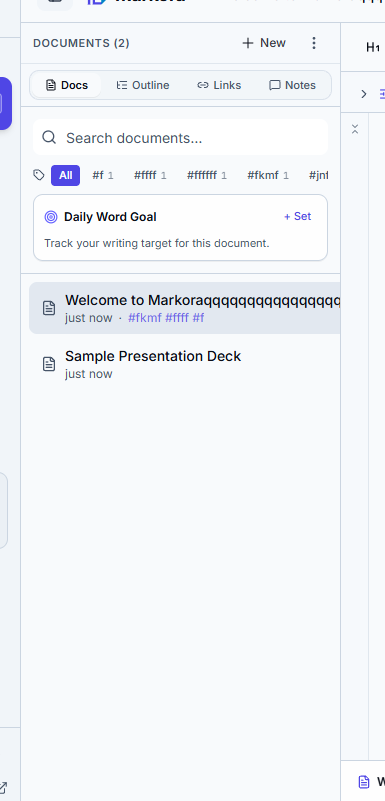 DOCUMENTS (2)
New
H1
Docs
Outline
Links
Notes
Search documents...
All
#f 1
#ffff 1
#ffffff 1
#fkmf 1
Daily Word Goal
+ Set
Track your writing target for this document.
Welcome to Markoraqqqqqqqqqqqqqqqq
just now · #fkmf #ffff #f
Sample Presentation Deck
just now